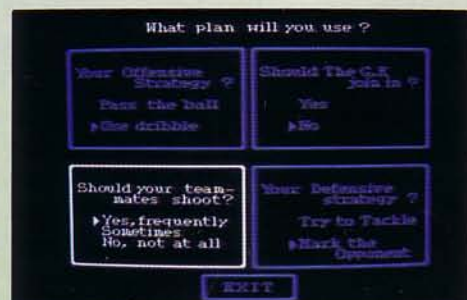 What plan will you use ?
Your Offensive
Strategy ?
Pass the ball
▶Use dribble
Should The G.K
join in ?
Yes
▶No
Should your team-
mates shoot?
▶Yes,frequently
Sometimes
No, not at all
Your Defensive
strategy ?
Try to Tackle
▶Mark the
Opponent
EXIT